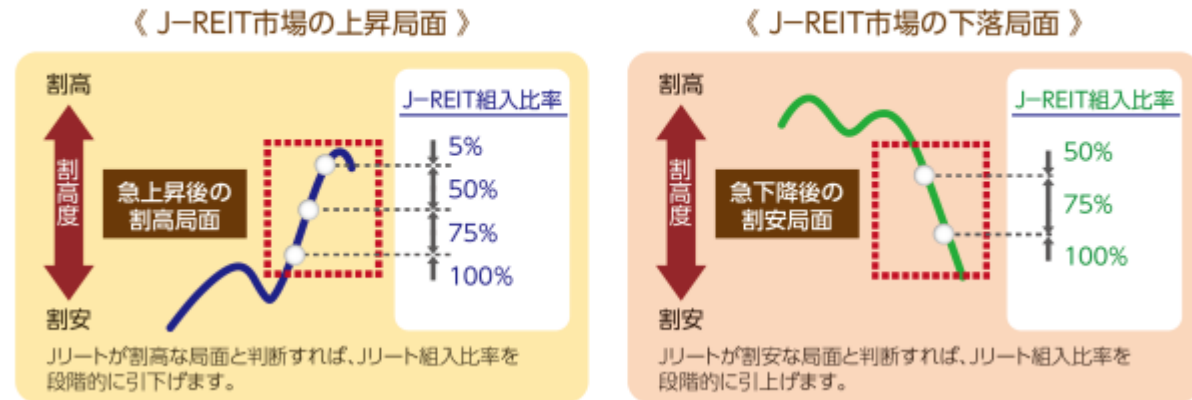 《 J−REIT市場の上昇局面 》
割高
割高度
割安
急上昇後の
割高局面
J−REIT組入比率
5%
50%
75%
100%
Jリートが割高な局面と判断すれば、Jリート組入比率を
段階的に引下げます。
《 J−REIT市場の下落局面 》
割高
割高度
割安
急下降後の
割安局面
J−REIT組入比率
50%
75%
100%
Jリートが割安な局面と判断すれば、Jリート組入比率を
段階的に引上げます。